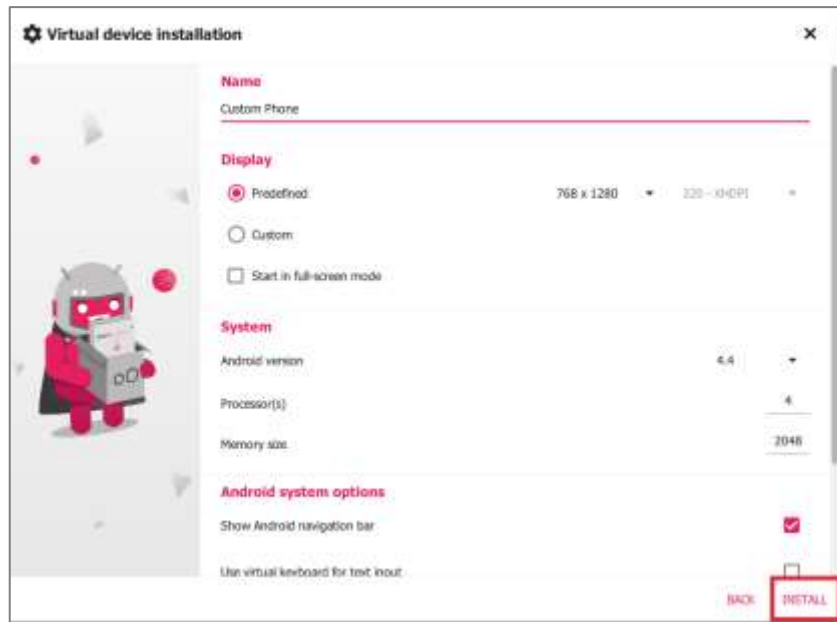 Virtual device installation
Name
Custom Phone
Display
Predefined 768 x 1280 320 - XHDPI
Custom
Start in full-screen mode
System
Android version 4.4
Processor(s) 4
Memory size 2048
Android system options
Show Android navigation bar
Use virtual keyboard for text input
BACK INSTALL